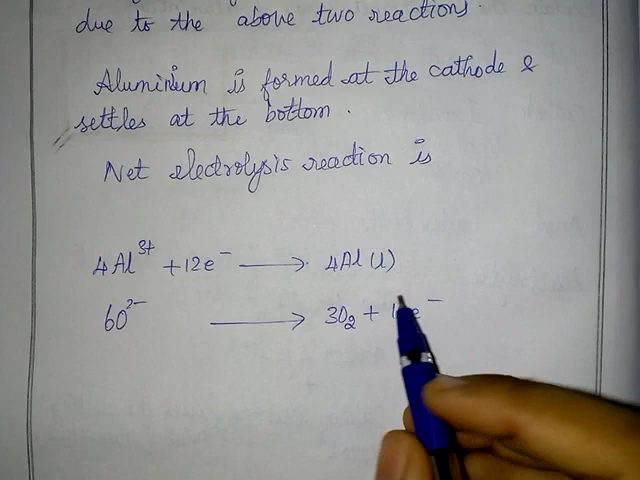 due to the above two reactions.
Aluminium is formed at the cathode &
settles at the bottom.
Net electrolysis reaction is
4Al³⁺ + 12e⁻ ⟶ 4Al(l)
6O²⁻ ⟶ 3O₂ + 1 e⁻